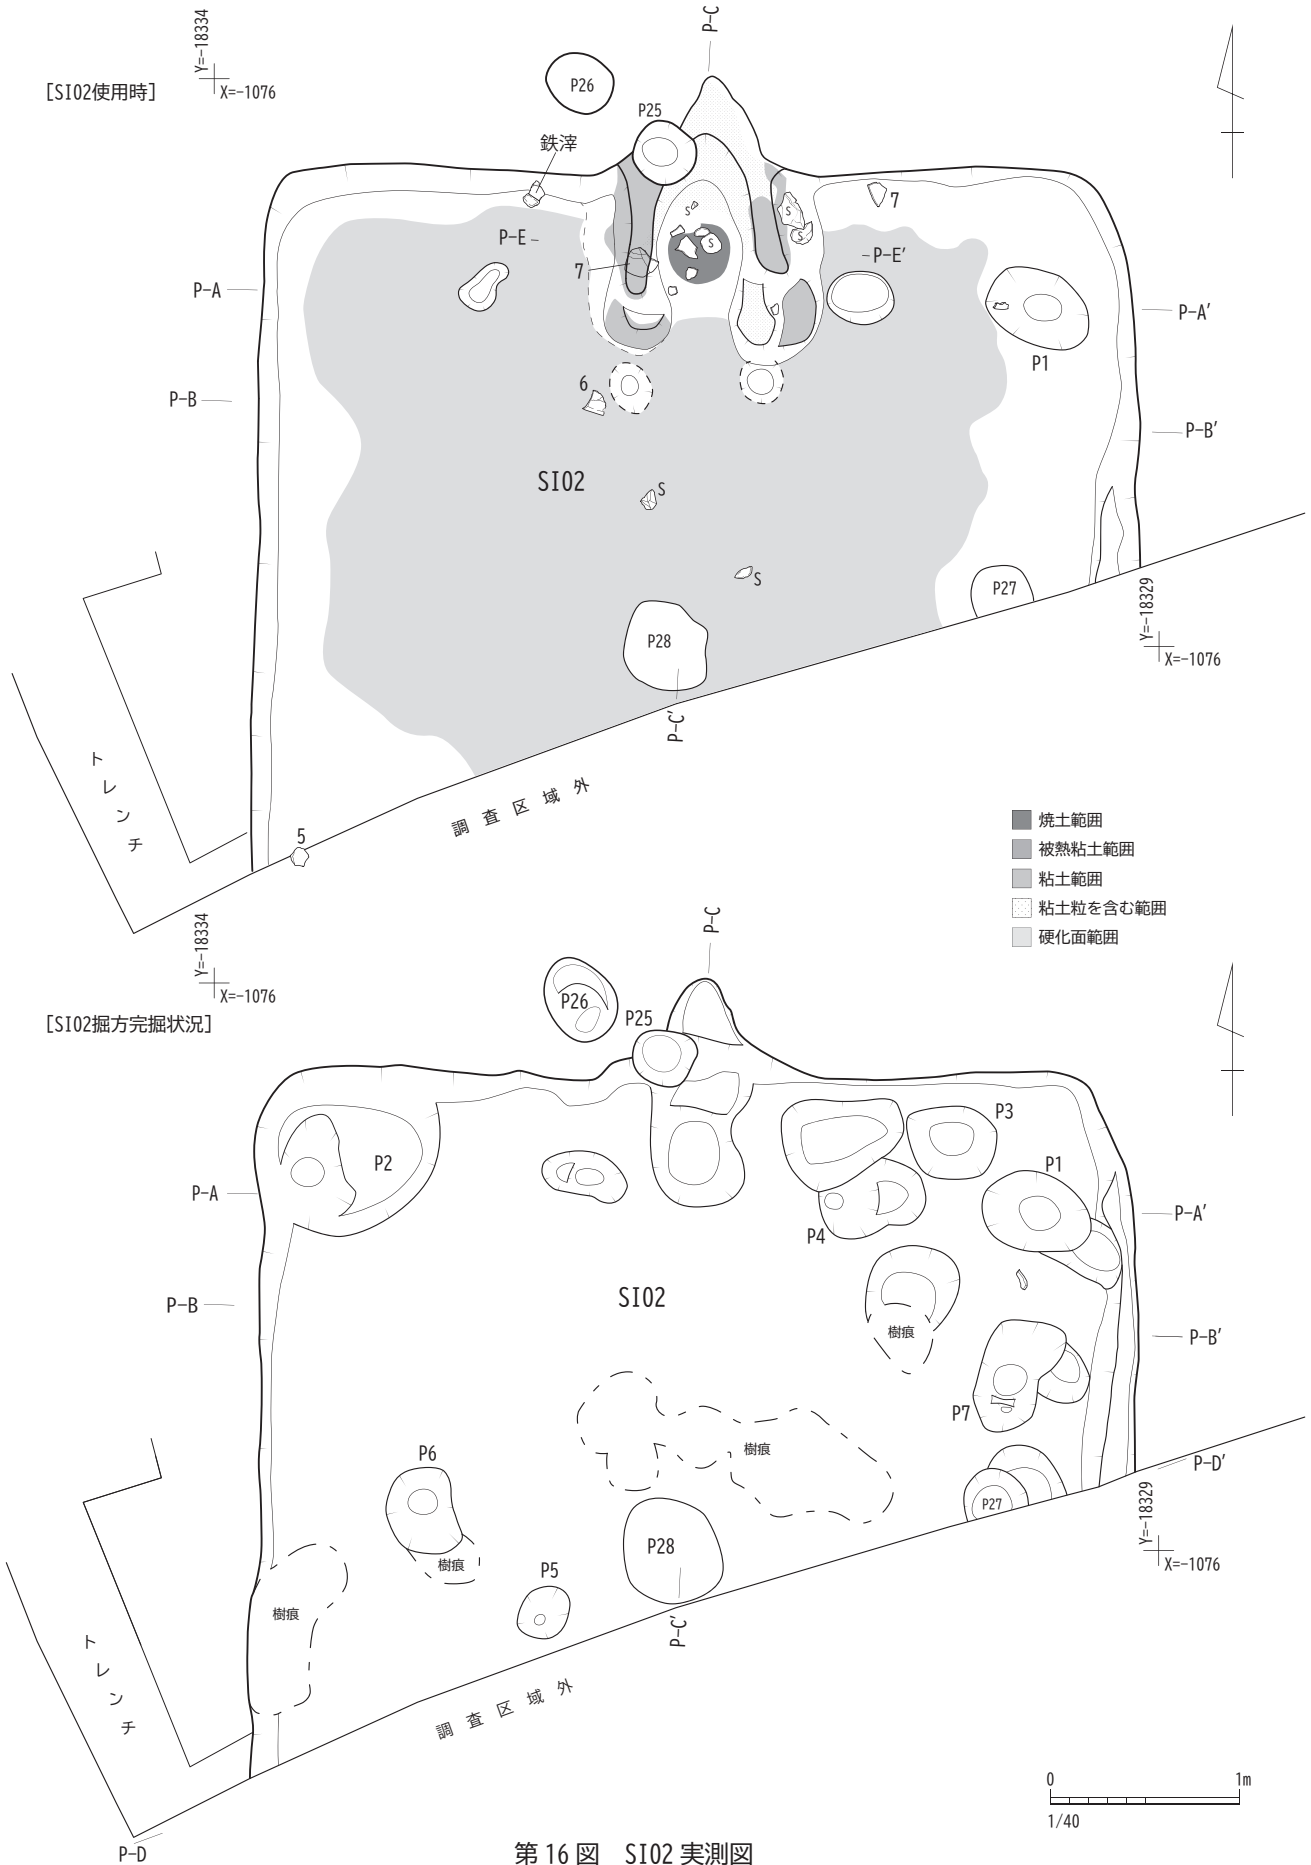 P-C
Y=-18334
X=-1076
[SI02使用時]
P26
P25
鉄滓
7
S
S
S
S
P-E
P-E′
7
P-A
P-A′
P1
6
P-B
P-B′
SI02
S
S
P27
P28
Y=-18329
X=-1076
P-C′
トレンチ
調査区域外
5
焼土範囲
被熱粘土範囲
粘土範囲
粘土粒を含む範囲
硬化面範囲
P-C
Y=-18334
X=-1076
[SI02掘方完掘状況]
P26
P25
P3
P2
P1
P-A
P-A′
P4
SI02
P-B
P-B′
樹痕
P7
樹痕
P6
P-D′
P27
Y=-18329
X=-1076
P28
樹痕
P5
樹痕
P-C′
トレンチ
調査区域外
0 1m
1/40
P-D
第16図 SI02 実測図